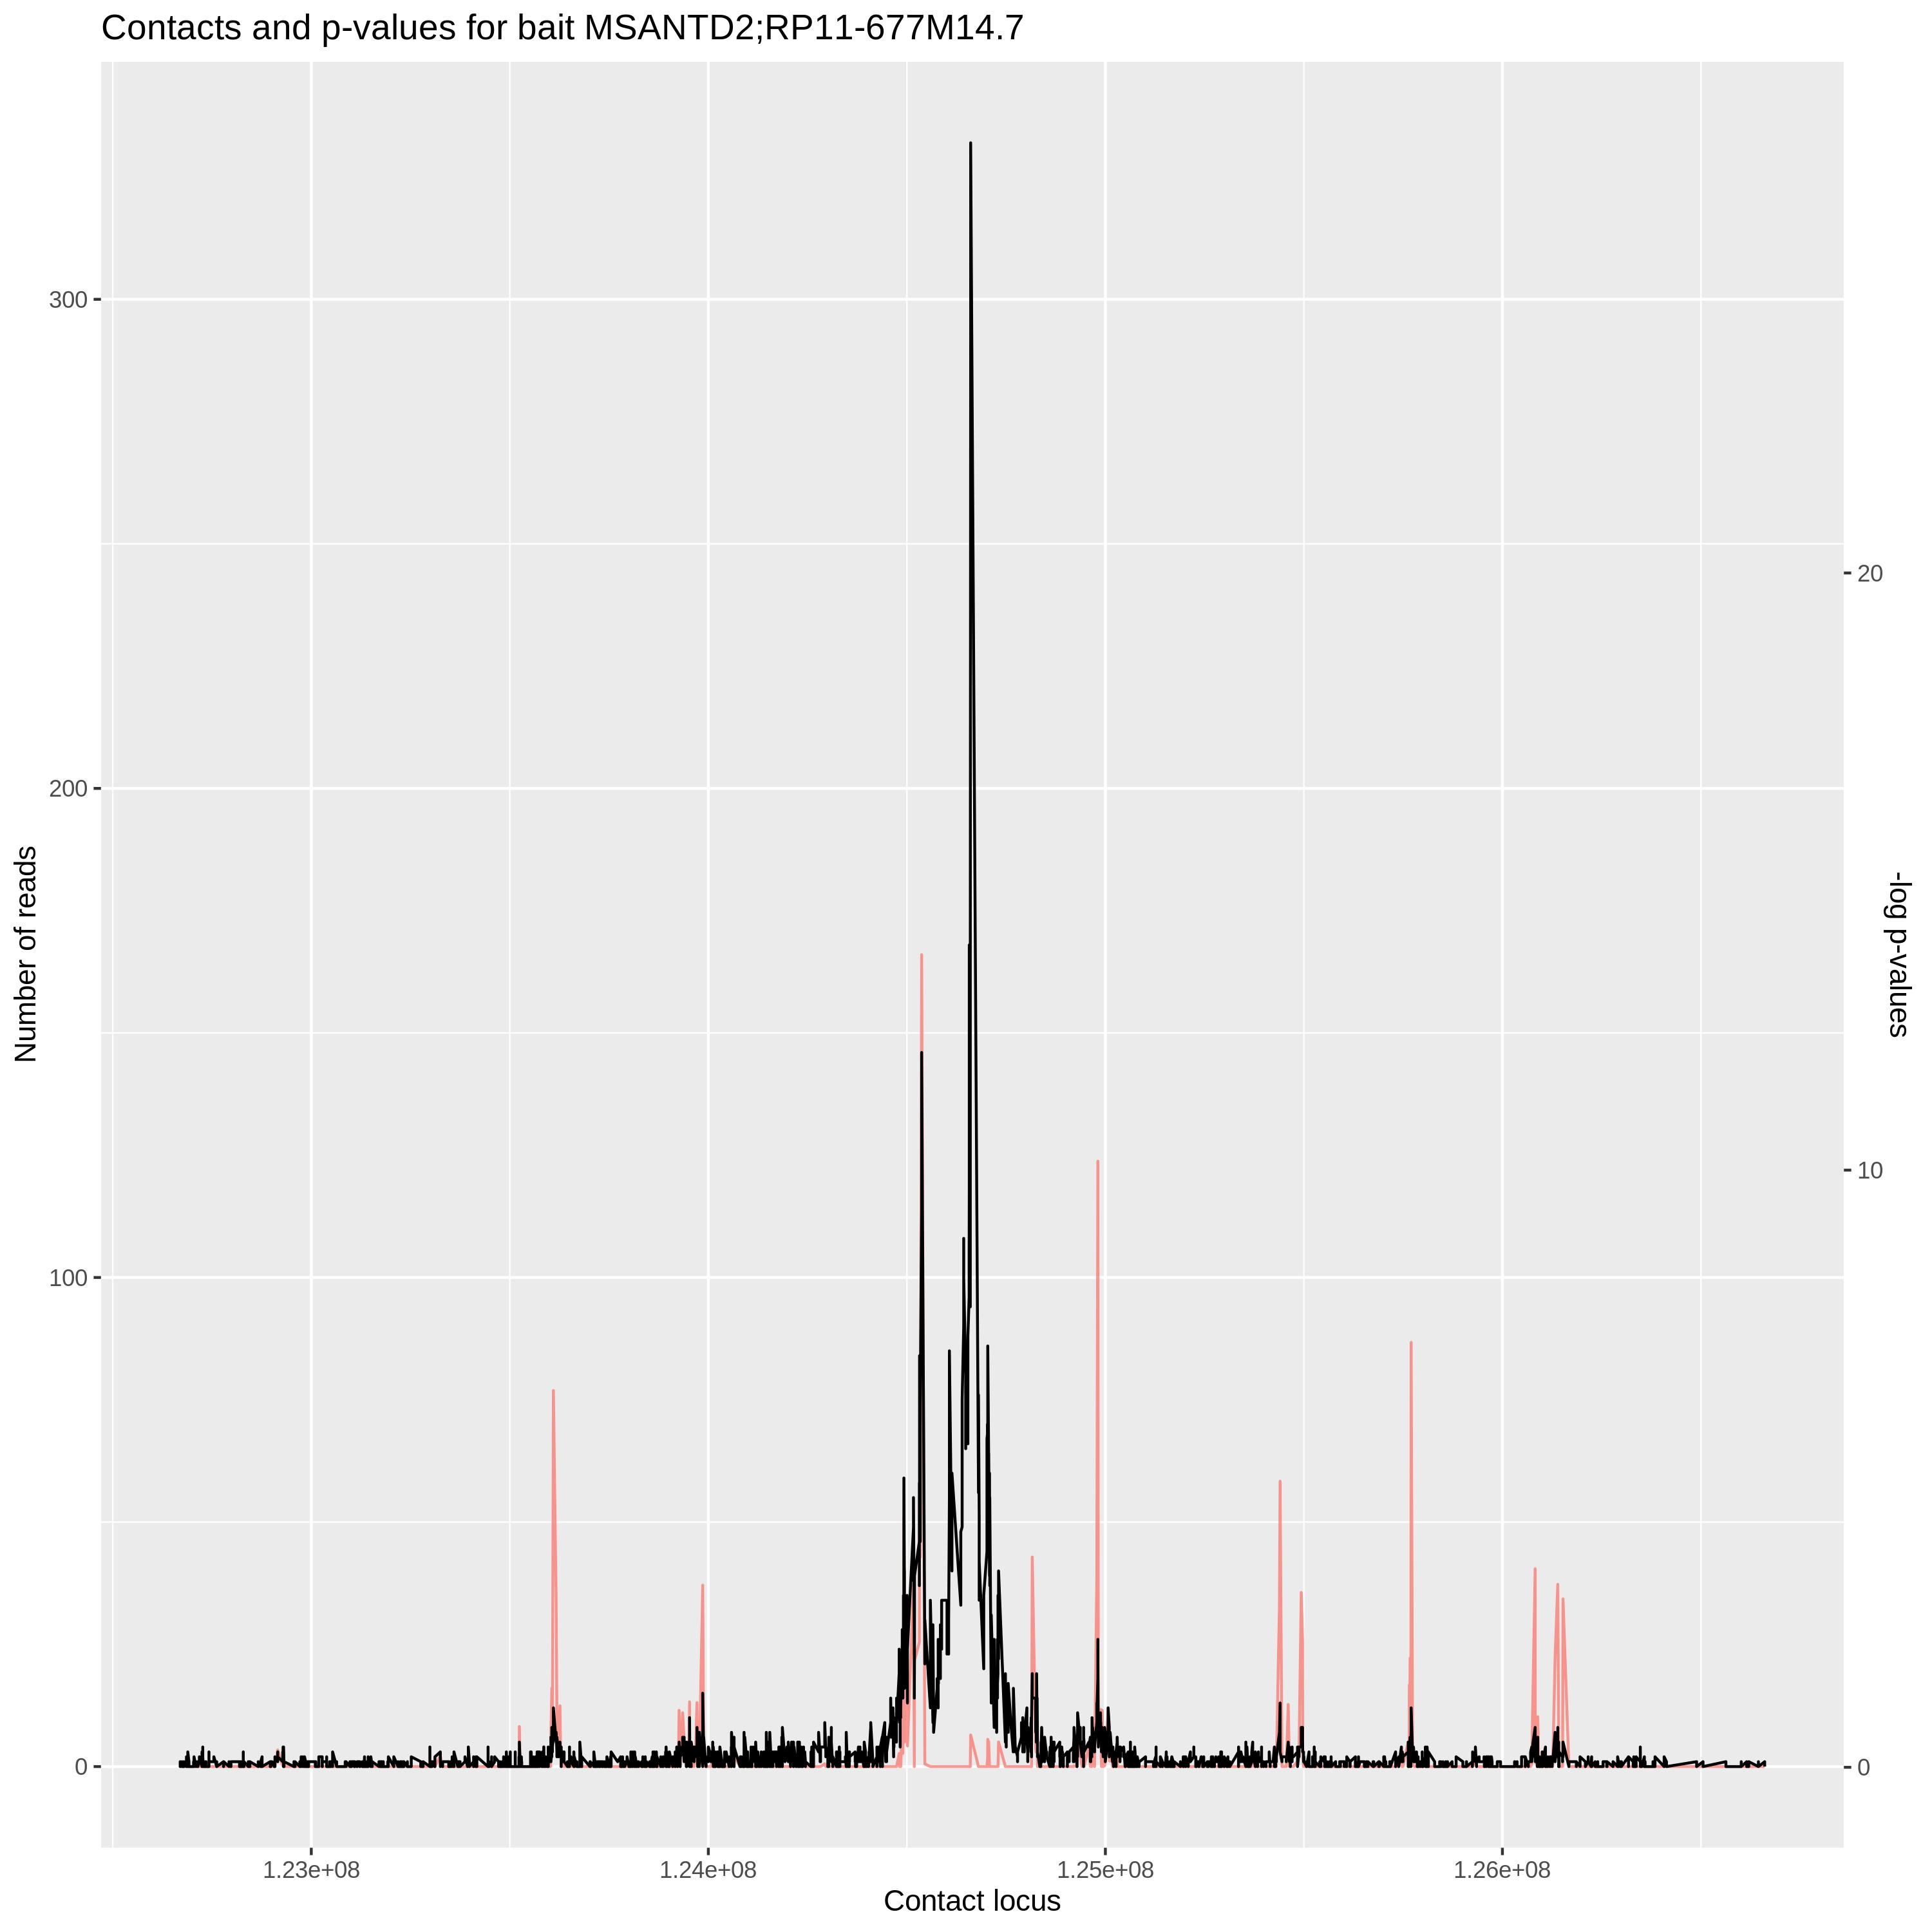 Contacts and p-values for bait MSANTD2;RP11-677M14.7
300
200
100
0
Number of reads
20
10
0
-log p-values
1.23e+08
1.24e+08
1.25e+08
1.26e+08
Contact locus